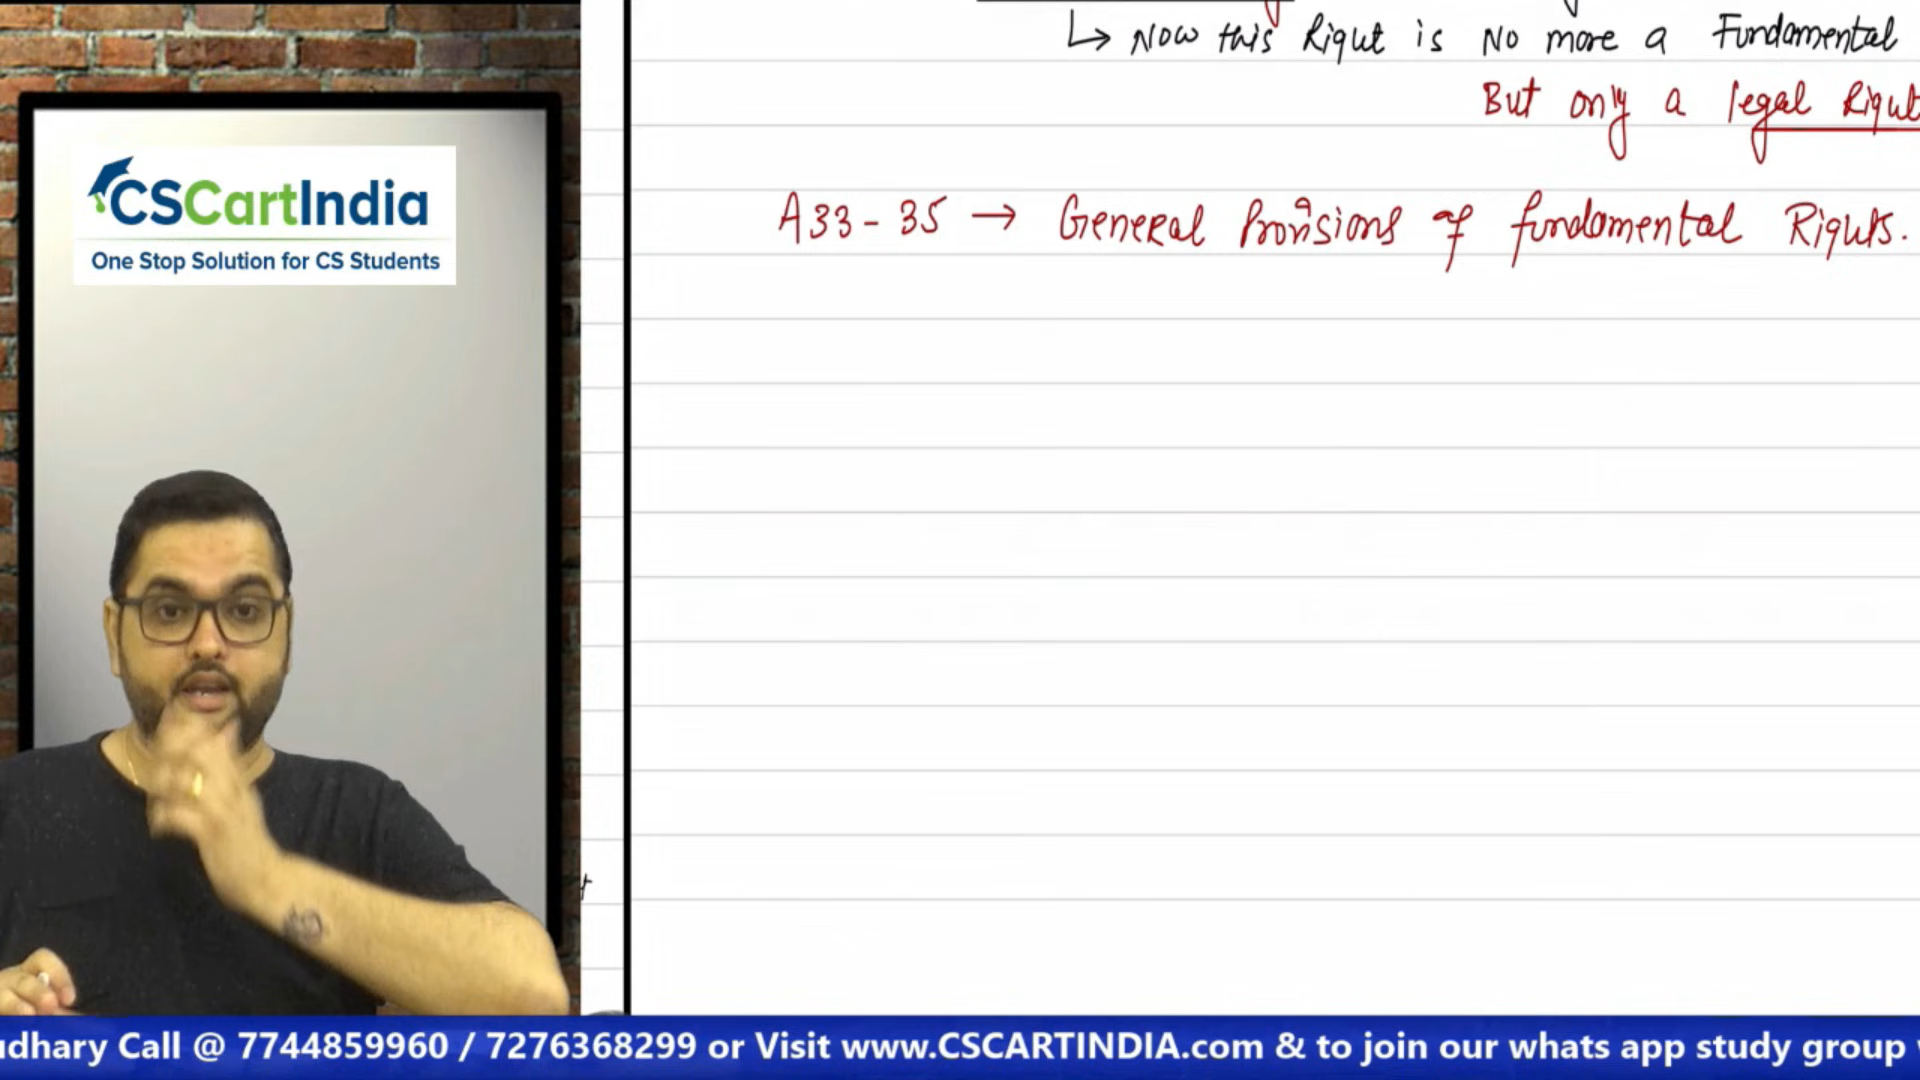 ↳ Now this Right is No more a Fundamental
But only a legal Right
A33 - 35 → General Provisions of fundamental Rights.
CSCartIndia
One Stop Solution for CS Students
udhary Call @ 7744859960 / 7276368299 or Visit www.CSCARTINDIA.com & to join our whats app study group